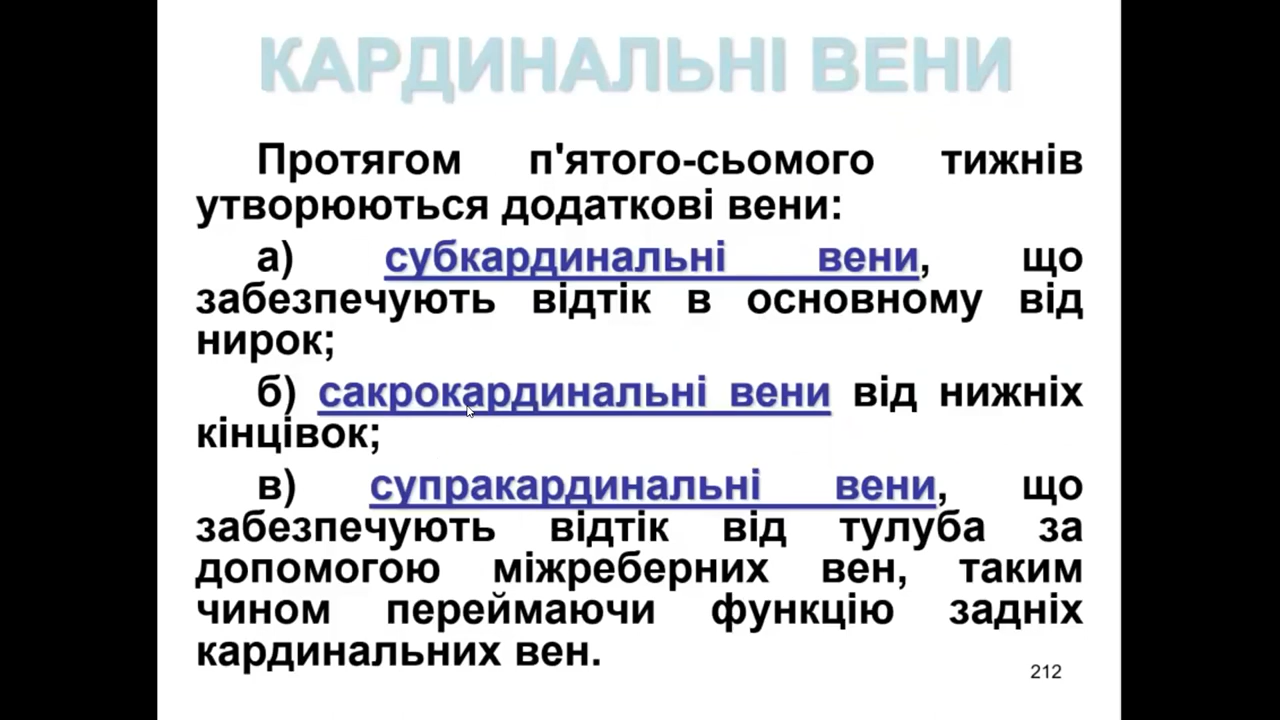 КАРДИНАЛЬНІ ВЕНИ
Протягом п'ятого-сьомого тижнів
утворюються додаткові вени:
а) субкардинальні вени, що
забезпечують відтік в основному від
нирок;
б) сакрокардинальні вени від нижніх
кінцівок;
в) супракардинальні вени, що
забезпечують відтік від тулуба за
допомогою міжреберних вен, таким
чином переймаючи функцію задніх
кардинальних вен.
212